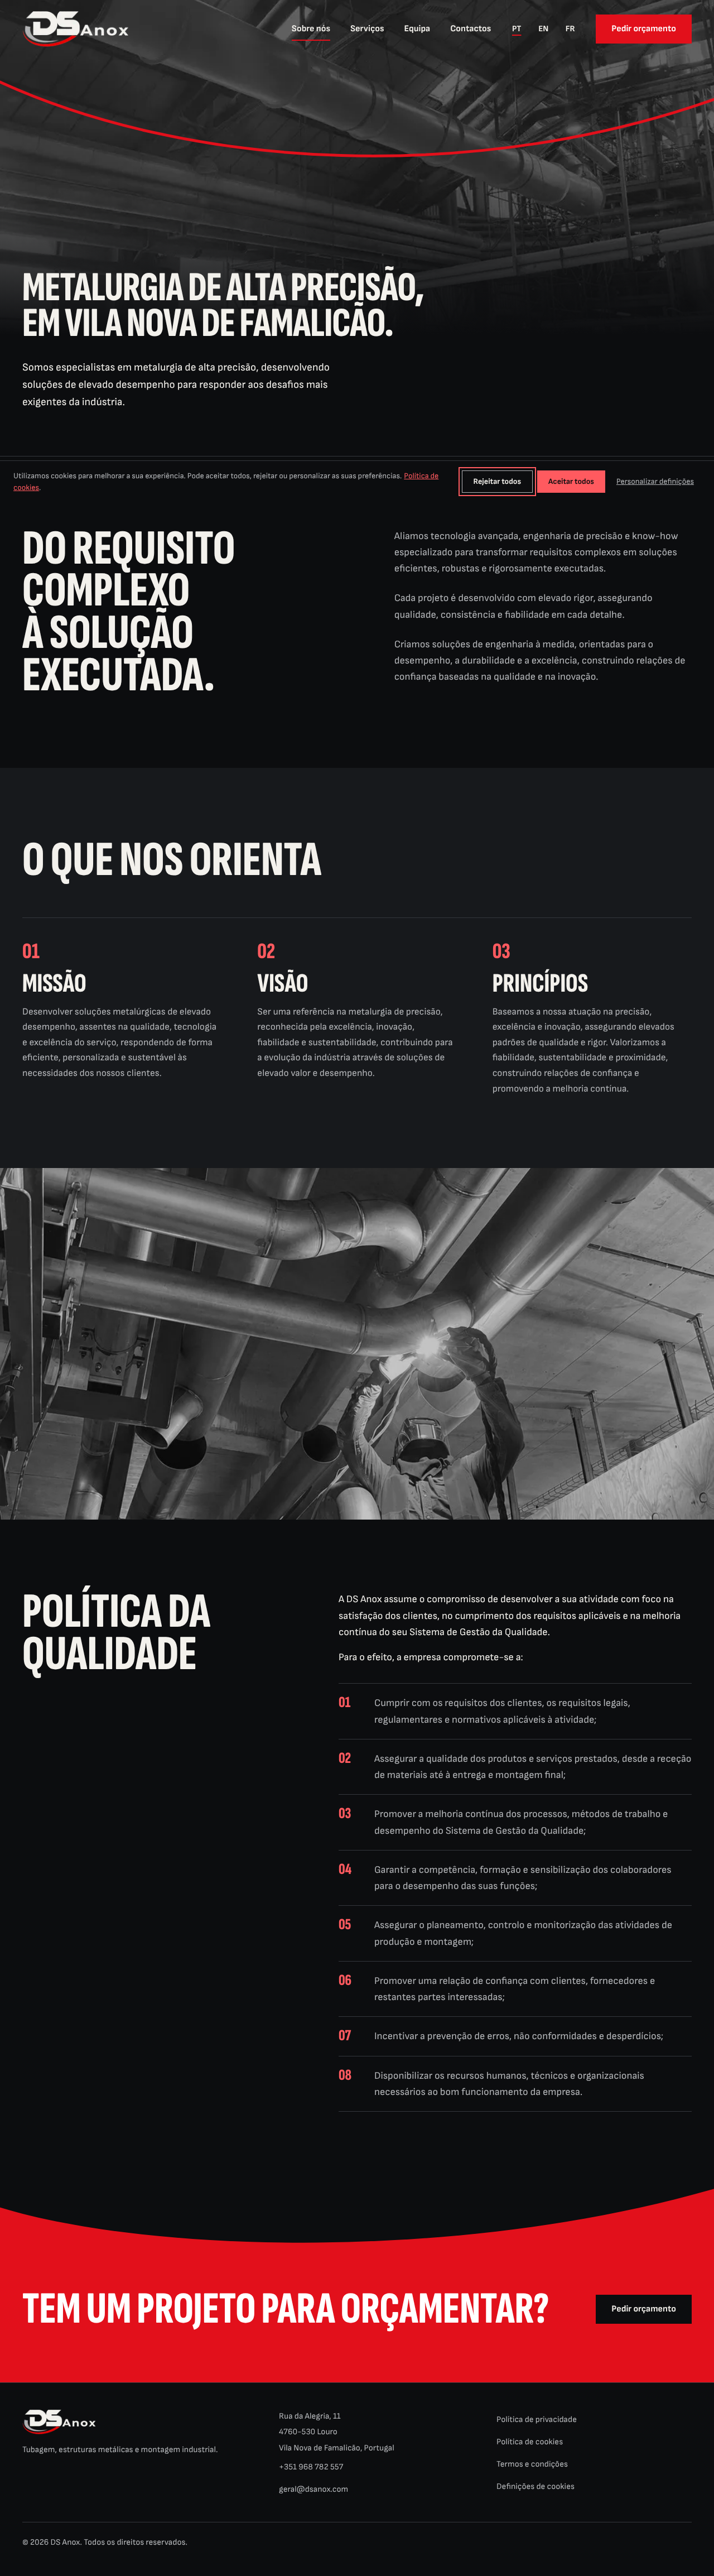 DS Anox
Sobre nós
Serviços
Equipa
Contactos
PT
EN
FR
Pedir orçamento
METALURGIA DE ALTA PRECISÃO,
EM VILA NOVA DE FAMALICÃO.
Somos especialistas em metalurgia de alta precisão, desenvolvendo
soluções de elevado desempenho para responder aos desafios mais
exigentes da indústria.
Utilizamos cookies para melhorar a sua experiência. Pode aceitar todos, rejeitar ou personalizar as suas preferências. Política de
cookies.
Rejeitar todos
Aceitar todos
Personalizar definições
DO REQUISITO
COMPLEXO
À SOLUÇÃO
EXECUTADA.
Aliamos tecnologia avançada, engenharia de precisão e know-how
especializado para transformar requisitos complexos em soluções
eficientes, robustas e rigorosamente executadas.
Cada projeto é desenvolvido com elevado rigor, assegurando
qualidade, consistência e fiabilidade em cada detalhe.
Criamos soluções de engenharia à medida, orientadas para o
desempenho, a durabilidade e a excelência, construindo relações de
confiança baseadas na qualidade e na inovação.
O QUE NOS ORIENTA
01
MISSÃO
Desenvolver soluções metalúrgicas de elevado
desempenho, assentes na qualidade, tecnologia
e excelência do serviço, respondendo de forma
eficiente, personalizada e sustentável às
necessidades dos nossos clientes.
02
VISÃO
Ser uma referência na metalurgia de precisão,
reconhecida pela excelência, inovação,
fiabilidade e sustentabilidade, contribuindo para
a evolução da indústria através de soluções de
elevado valor e desempenho.
03
PRINCÍPIOS
Baseamos a nossa atuação na precisão,
excelência e inovação, assegurando elevados
padrões de qualidade e rigor. Valorizamos a
fiabilidade, sustentabilidade e proximidade,
construindo relações de confiança e
promovendo a melhoria contínua.
POLÍTICA DA
QUALIDADE
A DS Anox assume o compromisso de desenvolver a sua atividade com foco na
satisfação dos clientes, no cumprimento dos requisitos aplicáveis e na melhoria
contínua do seu Sistema de Gestão da Qualidade.
Para o efeito, a empresa compromete-se a:
01 Cumprir com os requisitos dos clientes, os requisitos legais,
regulamentares e normativos aplicáveis à atividade;
02 Assegurar a qualidade dos produtos e serviços prestados, desde a receção
de materiais até à entrega e montagem final;
03 Promover a melhoria contínua dos processos, métodos de trabalho e
desempenho do Sistema de Gestão da Qualidade;
04 Garantir a competência, formação e sensibilização dos colaboradores
para o desempenho das suas funções;
05 Assegurar o planeamento, controlo e monitorização das atividades de
produção e montagem;
06 Promover uma relação de confiança com clientes, fornecedores e
restantes partes interessadas;
07 Incentivar a prevenção de erros, não conformidades e desperdícios;
08 Disponibilizar os recursos humanos, técnicos e organizacionais
necessários ao bom funcionamento da empresa.
TEM UM PROJETO PARA ORÇAMENTAR?
Pedir orçamento
DS Anox
Tubagem, estruturas metálicas e montagem industrial.
Rua da Alegria, 11
4760-530 Louro
Vila Nova de Famalicão, Portugal
+351 968 782 557
geral@dsanox.com
Política de privacidade
Política de cookies
Termos e condições
Definições de cookies
© 2026 DS Anox. Todos os direitos reservados.